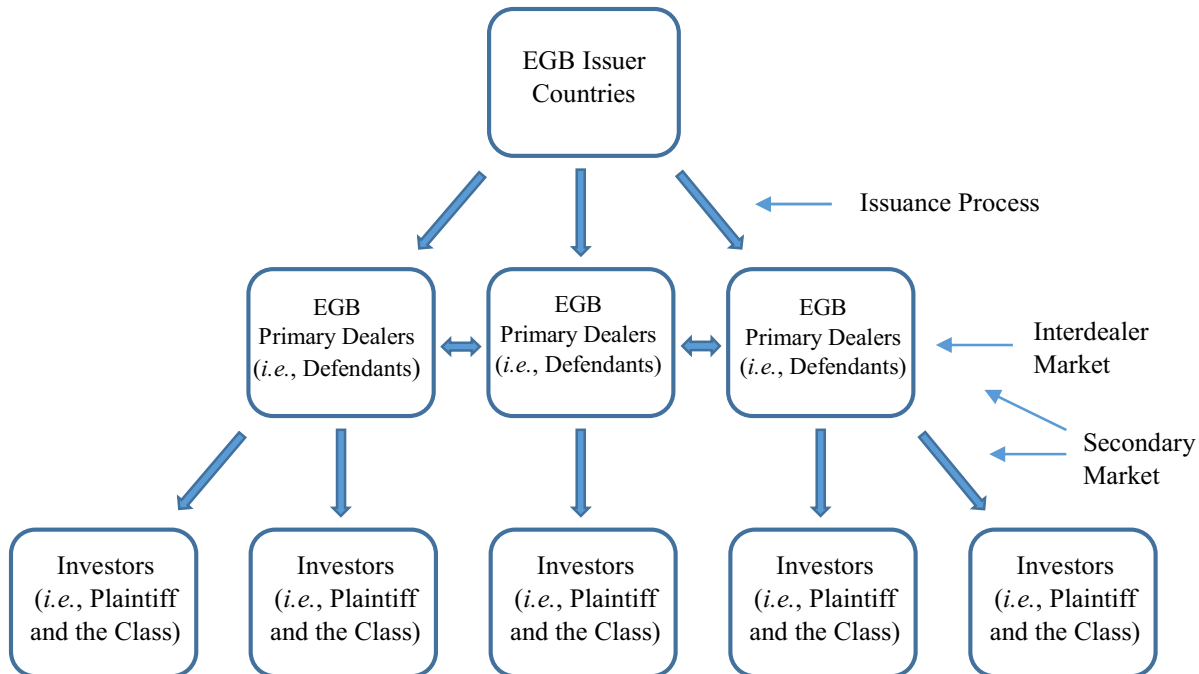 EGB Issuer
Countries
Issuance Process
EGB
Primary Dealers
(i.e., Defendants)
EGB
Primary Dealers
(i.e., Defendants)
EGB
Primary Dealers
(i.e., Defendants)
Interdealer
Market
Secondary
Market
Investors
(i.e., Plaintiff
and the Class)
Investors
(i.e., Plaintiff
and the Class)
Investors
(i.e., Plaintiff
and the Class)
Investors
(i.e., Plaintiff
and the Class)
Investors
(i.e., Plaintiff
and the Class)